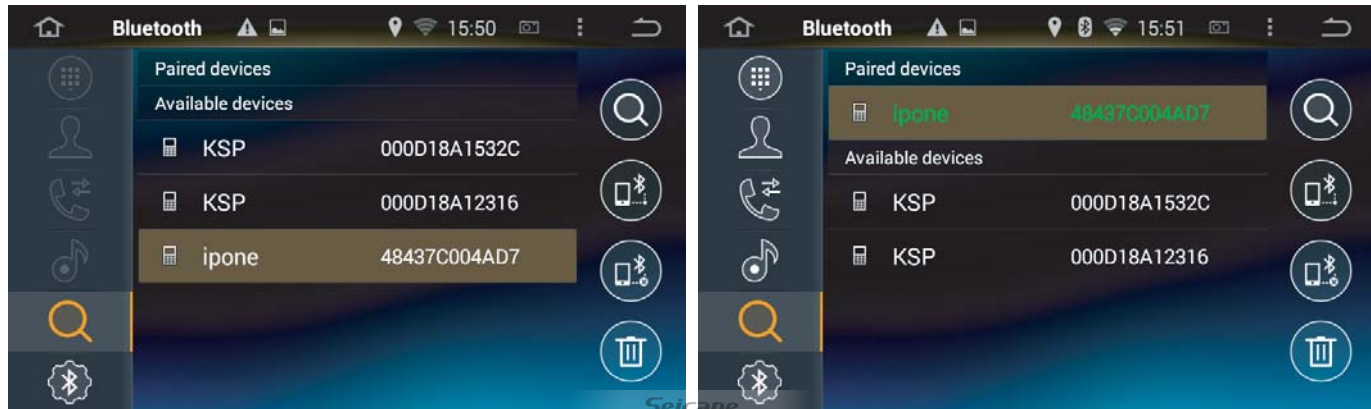 Bluetooth 15:50
Paired devices
Available devices
KSP 000D18A1532C
KSP 000D18A12316
ipone 48437C004AD7
Bluetooth 15:51
Paired devices
ipone 48437C004AD7
Available devices
KSP 000D18A1532C
KSP 000D18A12316
Seicane